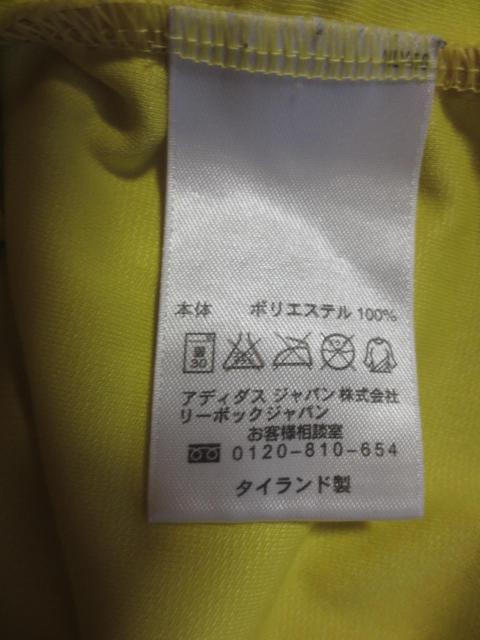 本体 ポリエステル 100%
弱
30
アディダス ジャパン 株式会社
リーボックジャパン
お客様相談室
0120-810-654
タイランド製